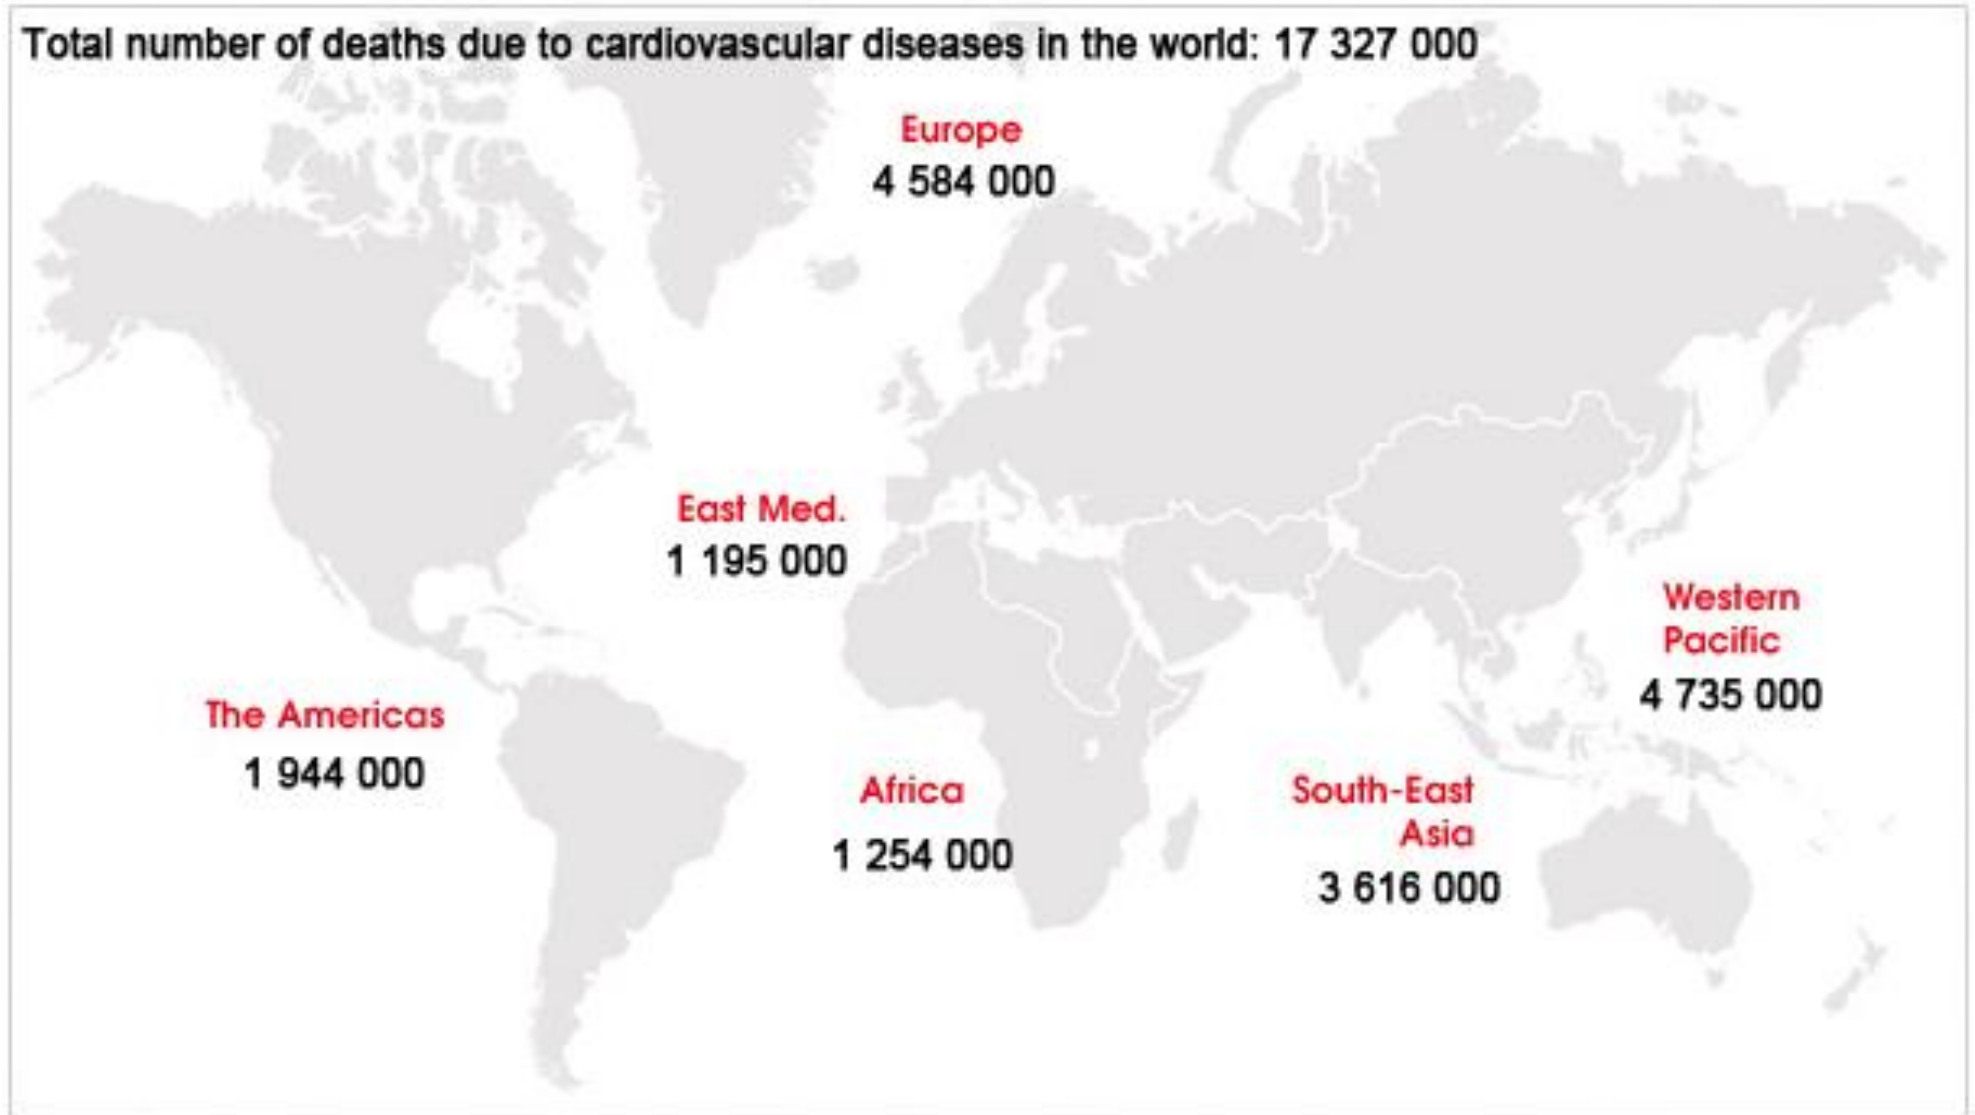 Total number of deaths due to cardiovascular diseases in the world: 17 327 000
Europe
4 584 000
East Med.
1 195 000
Western
Pacific
4 735 000
The Americas
1 944 000
Africa
1 254 000
South-East
Asia
3 616 000